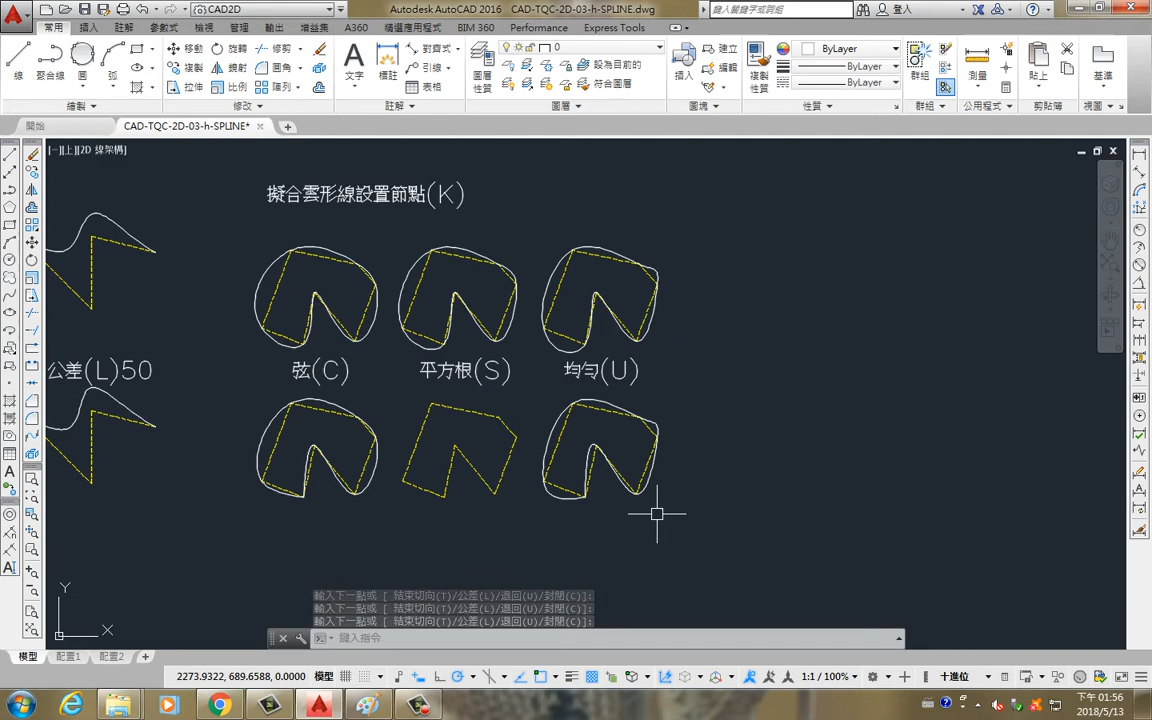 CAD2D
Autodesk AutoCAD 2016 CAD-TQC-2D-03-h-SPLINE.dwg
鍵入關鍵字或詞組
登入
常用 插入 註解 參數式 檢視 管理 輸出 增益集 A360 精選應用程式 BIM 360 Performance Express Tools
線 聚合線 圓 弧
移動 旋轉 修剪
複製 鏡射 圓角
拉伸 比例 陣列
文字 標註
對齊式
引線
表格
圖層性質
0
設為目前的
符合圖層
插入
建立
編輯
複製性質
ByLayer
ByLayer
ByLayer
群組 測量 貼上 基準
繪製 修改 註解 圖層 圖塊 性質 群組 公用程式 剪貼簿 視圖
開始 CAD-TQC-2D-03-h-SPLINE*
[−][上][2D 線架構]
擬合雲形線設置節點(K)
公差(L)50 弦(C) 平方根(S) 均勻(U)
Y
X
輸入下一點或 [ 結束切向(T)/公差(L)/退回(U)/封閉(C)]:
輸入下一點或 [ 結束切向(T)/公差(L)/退回(U)/封閉(C)]:
輸入下一點或 [ 結束切向(T)/公差(L)/退回(U)/封閉(C)]:
鍵入指令
模型 配置1 配置2
2273.9322, 689.6588, 0.0000 模型 1:1 / 100% 十進位
下午 01:56
2018/5/13